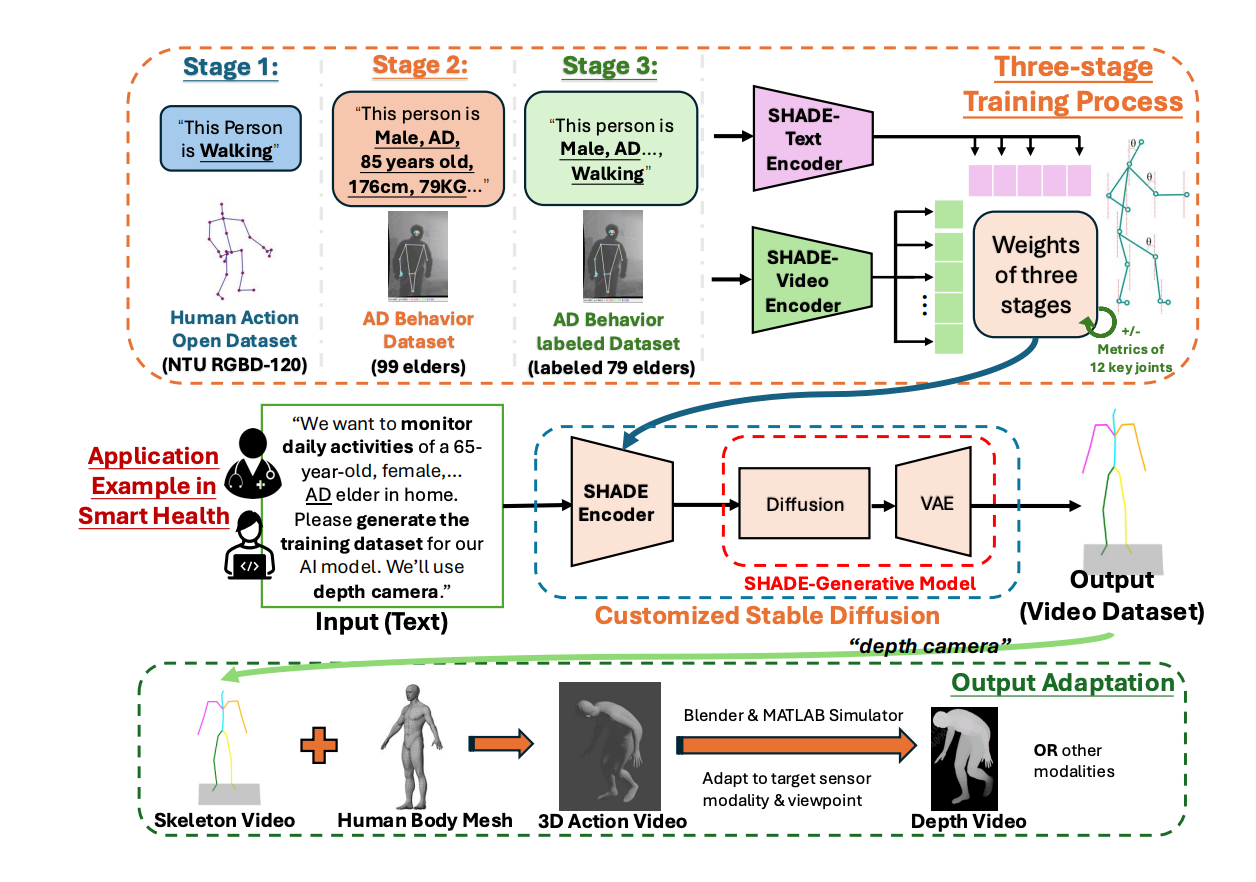 Stage 1:
Stage 2:
Stage 3:
Three-stage
Training Process
“This Person
is Walking”
“This person is
Male, AD,
85 years old,
176cm, 79KG…”
“This person is
Male, AD…,
Walking”
Human Action
Open Dataset
(NTU RGBD-120)
AD Behavior
Dataset
(99 elders)
AD Behavior
labeled Dataset
(labeled 79 elders)
SHADE-
Text
Encoder
SHADE-
Video
Encoder
Weights
of three
stages
θ
θ
θ
+/-
Metrics of
12 key joints
Application
Example in
Smart Health
“We want to monitor
daily activities of a 65-
year-old, female,…
AD elder in home.
Please generate the
training dataset for our
AI model. We’ll use
depth camera.”
Input (Text)
SHADE
Encoder
Diffusion
VAE
SHADE-Generative Model
Customized Stable Diffusion
Output
(Video Dataset)
“depth camera”
Output Adaptation
Skeleton Video
Human Body Mesh
3D Action Video
Blender & MATLAB Simulator
Adapt to target sensor
modality & viewpoint
Depth Video
OR other
modalities